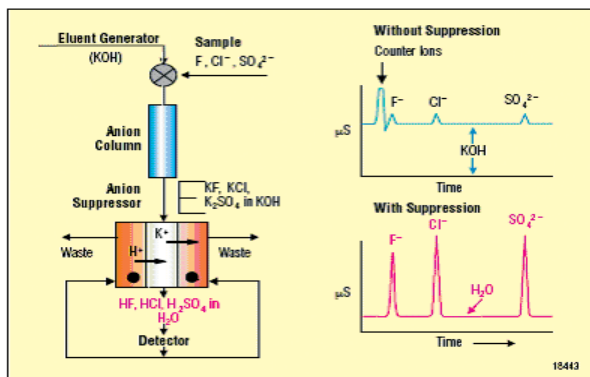 Eluent Generator
(KOH)
Sample
F, Cl⁻, SO₄²⁻
Anion
Column
Anion
Suppressor
KF, KCl,
K₂SO₄ in KOH
K⁺
H⁺
Waste
Waste
HF, HCl, H₂SO₄ in
H₂O
Detector
Without Suppression
Counter Ions
F⁻
Cl⁻
SO₄²⁻
µS
KOH
Time
With Suppression
F⁻
Cl⁻
SO₄²⁻
H₂O
µS
Time
18443